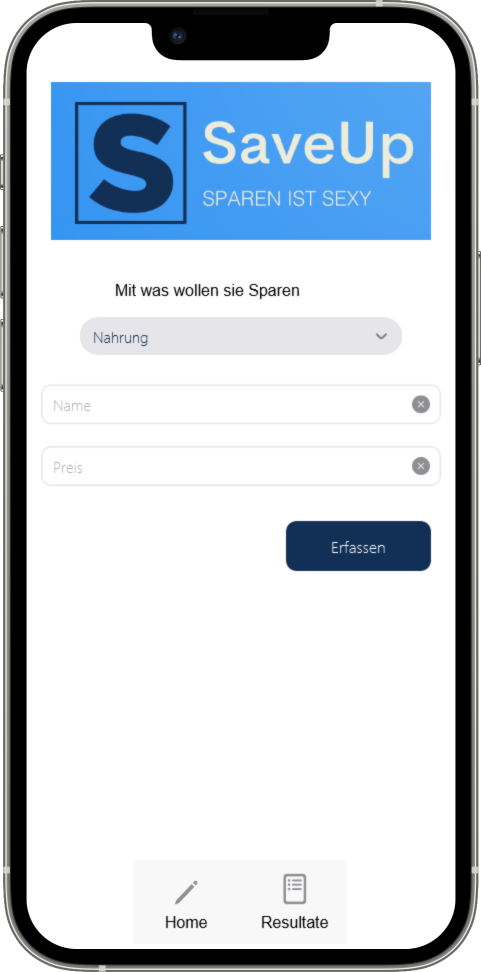 S
SaveUp
SPAREN IST SEXY
Mit was wollen sie Sparen
Nahrung
Name
Preis
Erfassen
Home
Resultate